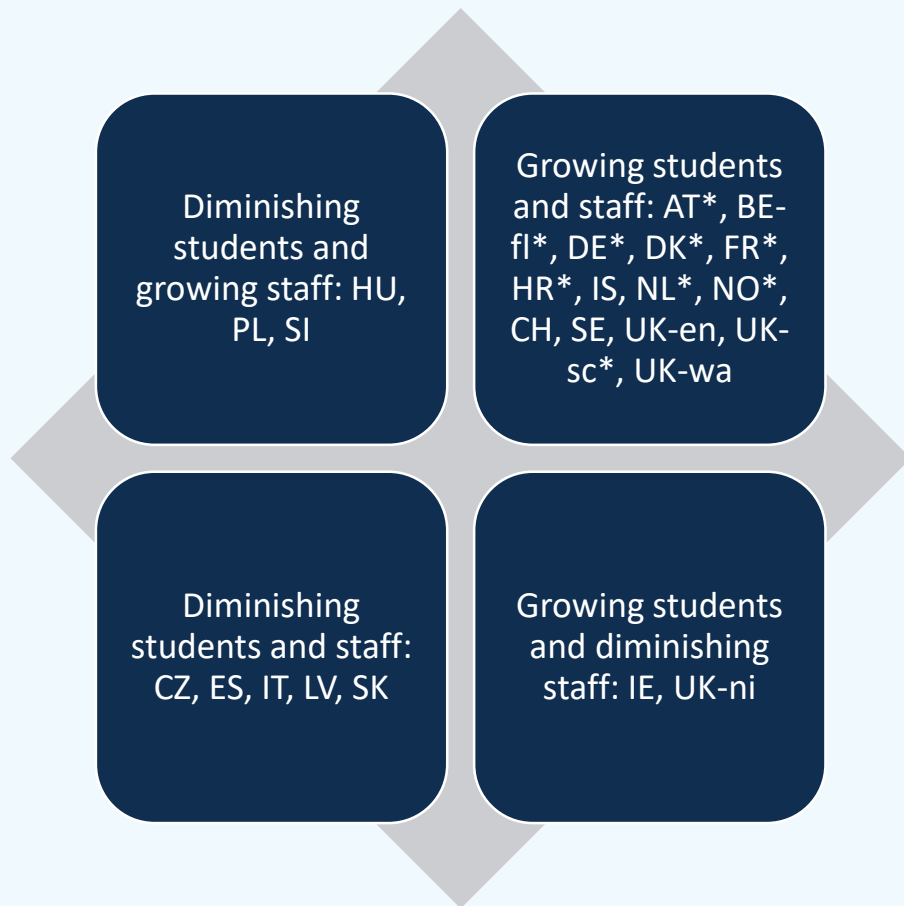 Diminishing
students and
growing staff: HU,
PL, SI
Growing students
and staff: AT*, BE-
fl*, DE*, DK*, FR*,
HR*, IS, NL*, NO*,
CH, SE, UK-en, UK-
sc*, UK-wa
Diminishing
students and staff:
CZ, ES, IT, LV, SK
Growing students
and diminishing
staff: IE, UK-ni